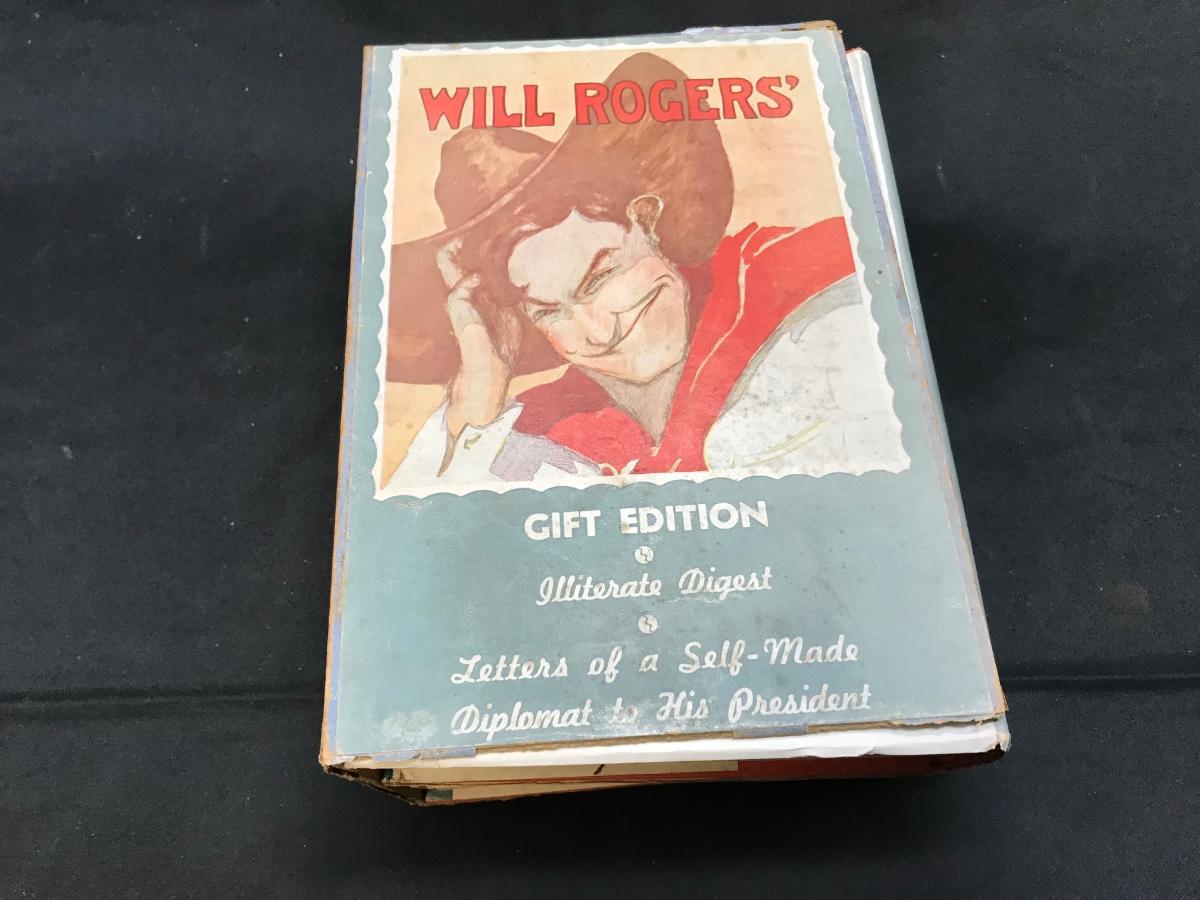 WILL ROGERS'
GIFT EDITION
Illiterate Digest
Letters of a Self-Made
Diplomat to His President